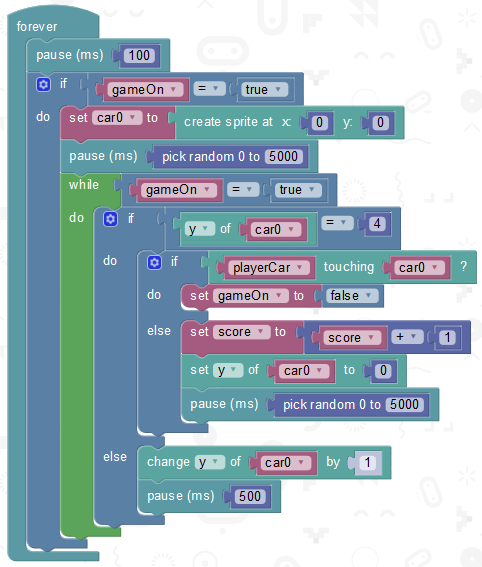 forever
pause (ms) 100
if gameOn = true
do set car0 to create sprite at x: 0 y: 0
pause (ms) pick random 0 to 5000
while gameOn = true
do if y of car0 = 4
do if playerCar touching car0 ?
do set gameOn to false
else set score to score + 1
set y of car0 to 0
pause (ms) pick random 0 to 5000
else change y of car0 by 1
pause (ms) 500